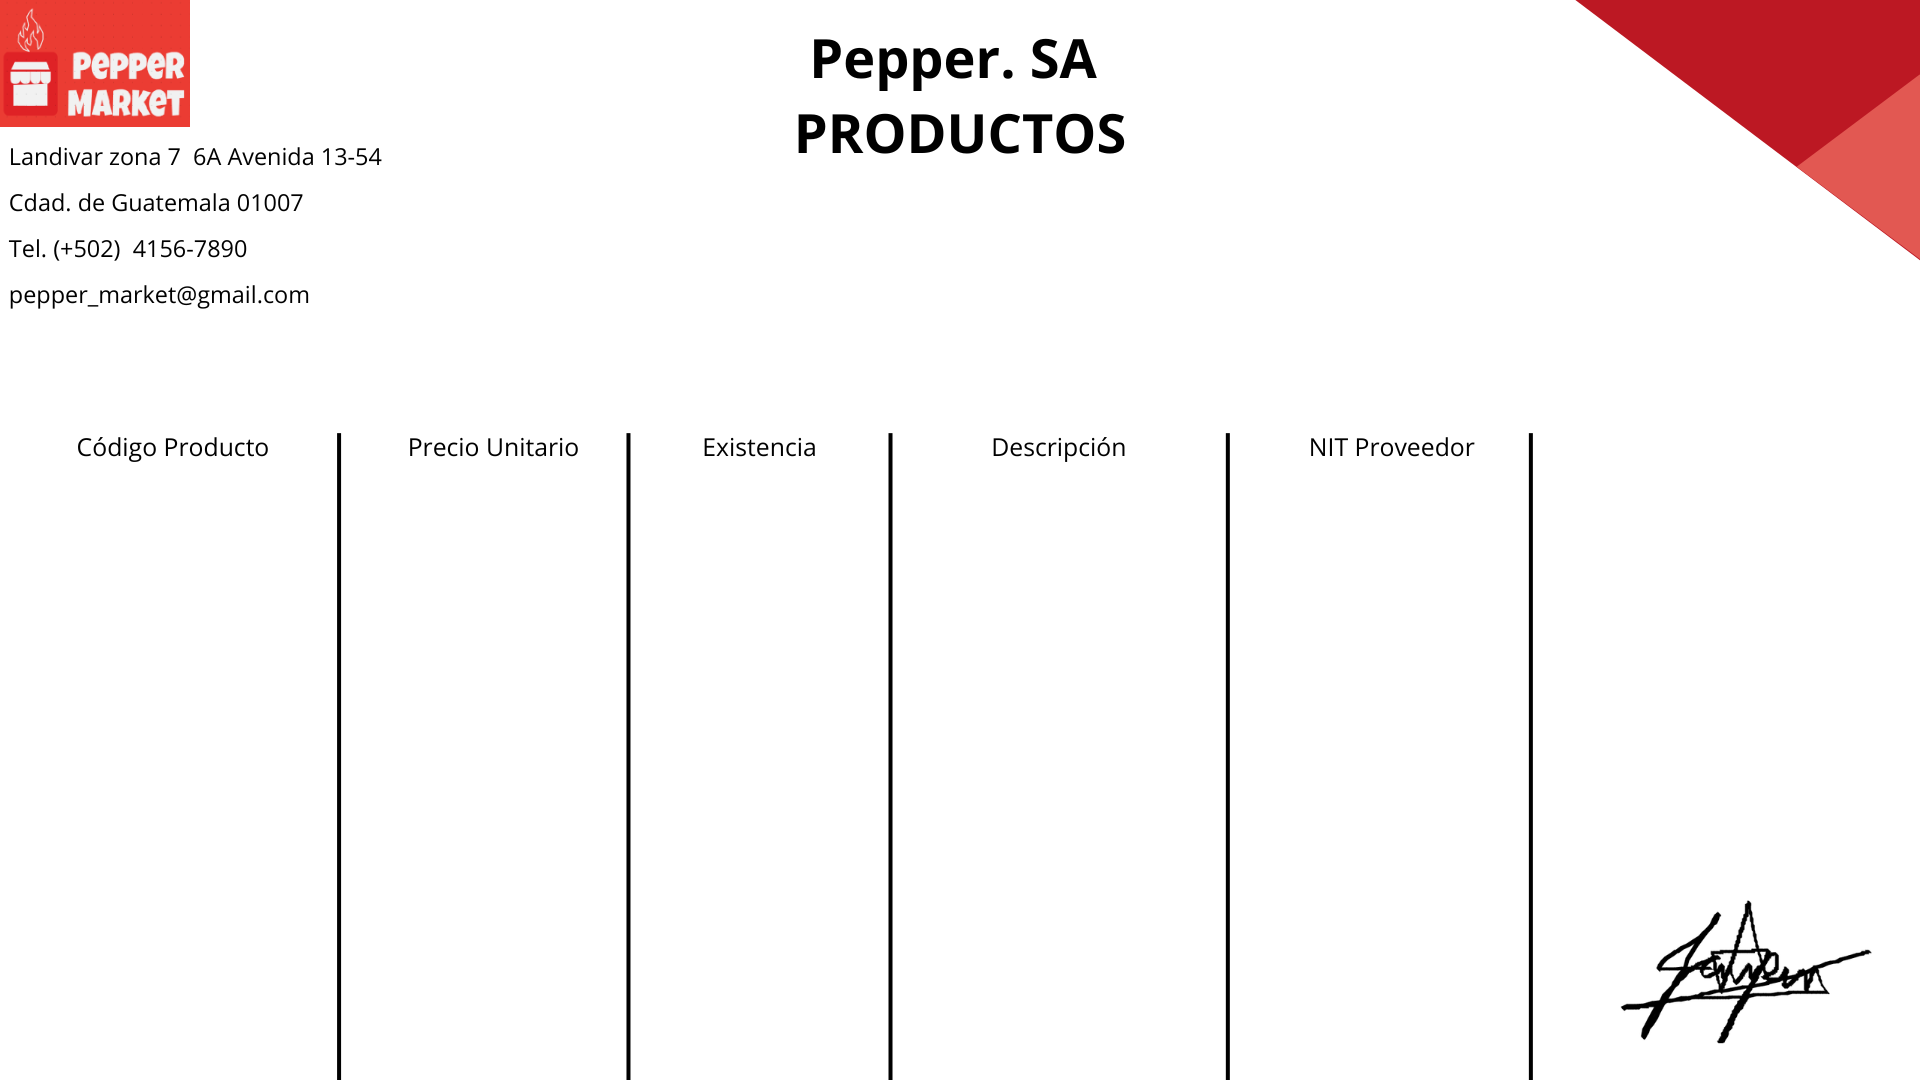 PEPPER
MARKET
Pepper. SA
PRODUCTOS
Landivar zona 7  6A Avenida 13-54
Cdad. de Guatemala 01007
Tel. (+502)  4156-7890
pepper_market@gmail.com
Código Producto
Precio Unitario
Existencia
Descripción
NIT Proveedor